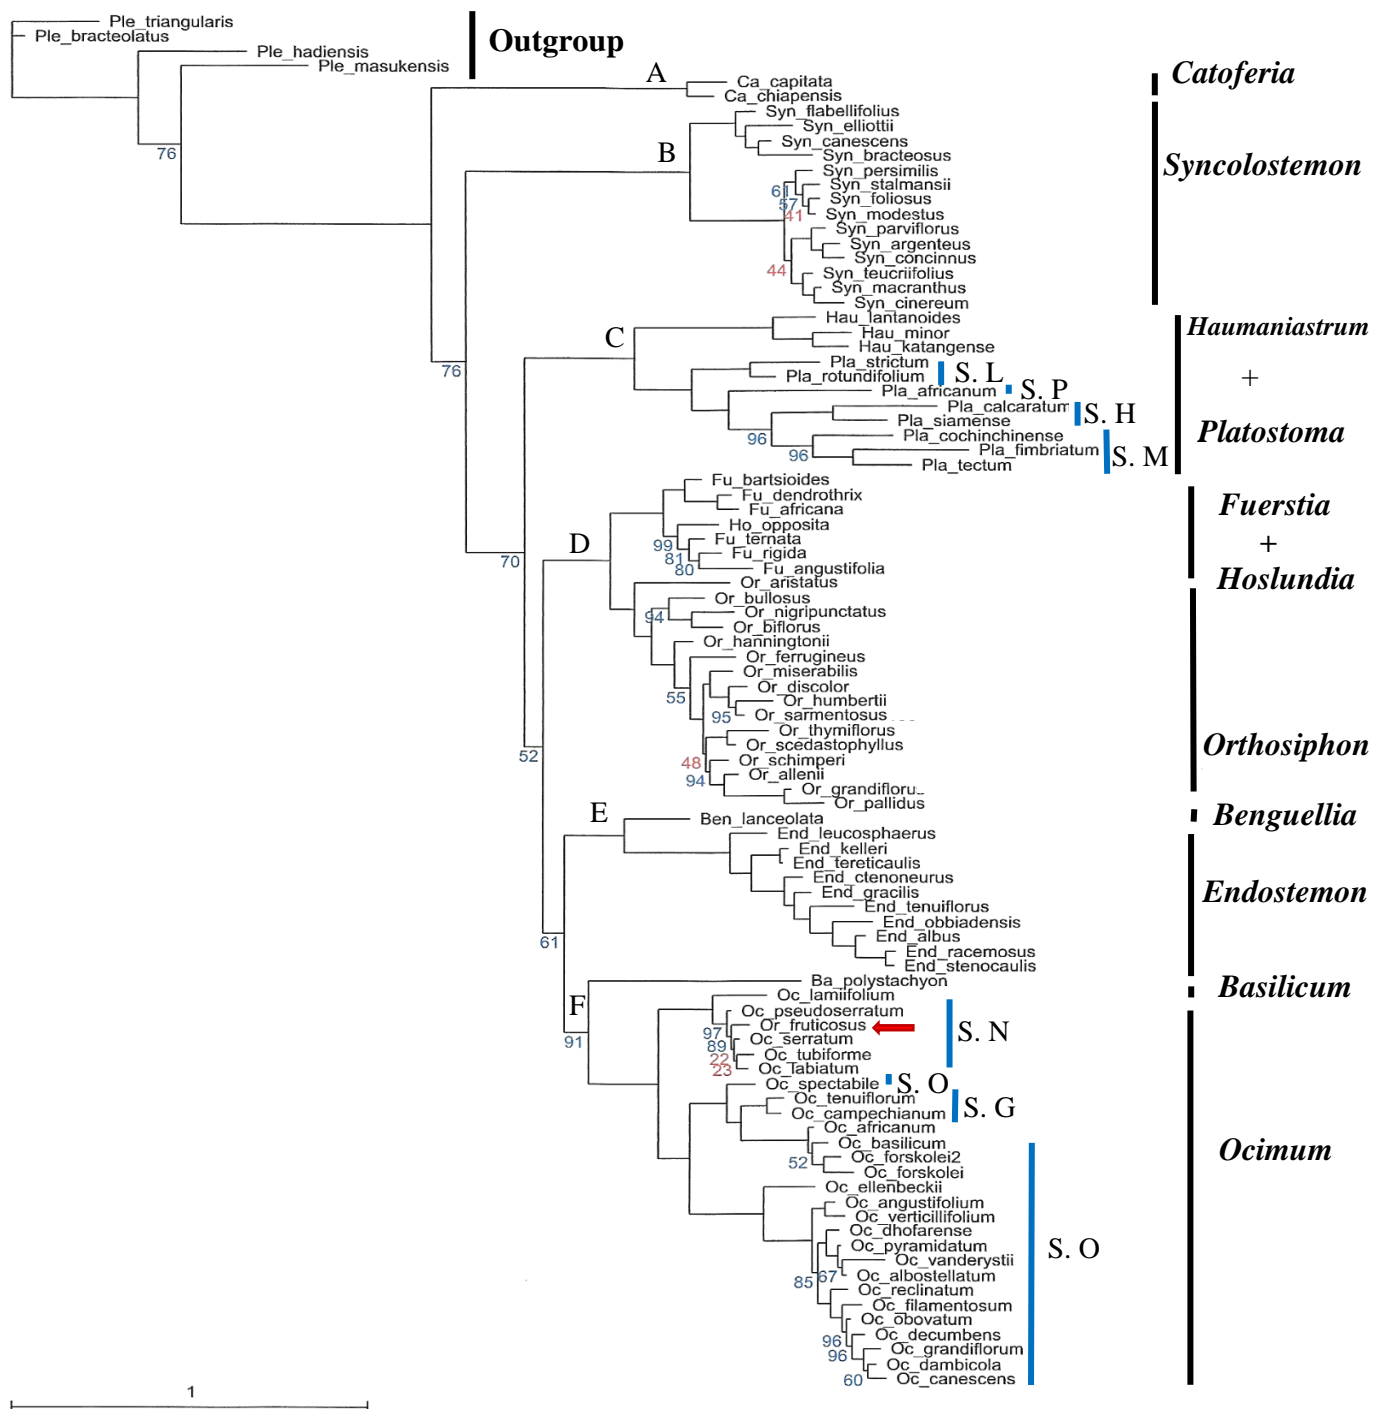 Ple_triangularis
Ple_bracteolatus
Ple_hadiensis
Ple_masukensis
Outgroup
76
A
Ca_capitata
Ca_chiapensis
Catoferia
B
Syn_flabellifolius
Syn_elliottii
Syn_canescens
Syn_bracteosus
Syn_persimilis
Syn_stalmansii
Syn_foliosus
Syn_modestus
Syn_parviflorus
Syn_argenteus
Syn_concinnus
Syn_teucriifolius
Syn_macranthus
Syn_cinereum
61
57
41
44
Syncolostemon
76
C
Hau_lantanoides
Hau_minor
Hau_katangense
Pla_strictum
Pla_rotundifolium
S. L
Pla_africanum
S. P
Pla_calcaratum
Pla_siamense
S. H
Pla_cochinchinense
Pla_fimbriatum
Pla_tectum
S. M
96
96
Haumaniastrum
+
Platostoma
70
D
Fu_bartsioides
Fu_dendrothrix
Fu_africana
Ho_opposita
Fu_ternata
Fu_rigida
Fu_angustifolia
99
81
80
Fuerstia
+
Hoslundia
Or_aristatus
Or_bullosus
Or_nigripunctatus
Or_biflorus
Or_hanningtonii
Or_ferrugineus
Or_miserabilis
Or_discolor
Or_humbertii
Or_sarmentosus
Or_thymiflorus
Or_scedastophyllus
Or_schimperi
Or_allenii
Or_grandiflorus
Or_pallidus
94
55
95
48
94
Orthosiphon
52
E
Ben_lanceolata
Benguellia
End_leucosphaerus
End_kelleri
End_tereticaulis
End_ctenoneurus
End_gracilis
End_tenuiflorus
End_obbiadensis
End_albus
End_racemosus
End_stenocaulis
Endostemon
61
F
Ba_polystachyon
Basilicum
91
Oc_lamiifolium
Oc_pseudoserratum
Or_fruticosus
Oc_serratum
Oc_tubiforme
Oc_labiatum
97
89
22
23
S. N
Oc_spectabile
S. O
Oc_tenuiflorum
Oc_campechianum
S. G
Oc_africanum
Oc_basilicum
Oc_forskolei2
Oc_forskolei
52
Oc_ellenbeckii
Oc_angustifolium
Oc_verticillifolium
Oc_dhofarense
Oc_pyramidatum
Oc_vanderystii
Oc_albostellatum
Oc_reclinatum
Oc_filamentosum
Oc_obovatum
Oc_decumbens
Oc_grandiflorum
Oc_dambicola
Oc_canescens
85
67
96
96
60
S. O
Ocimum
1